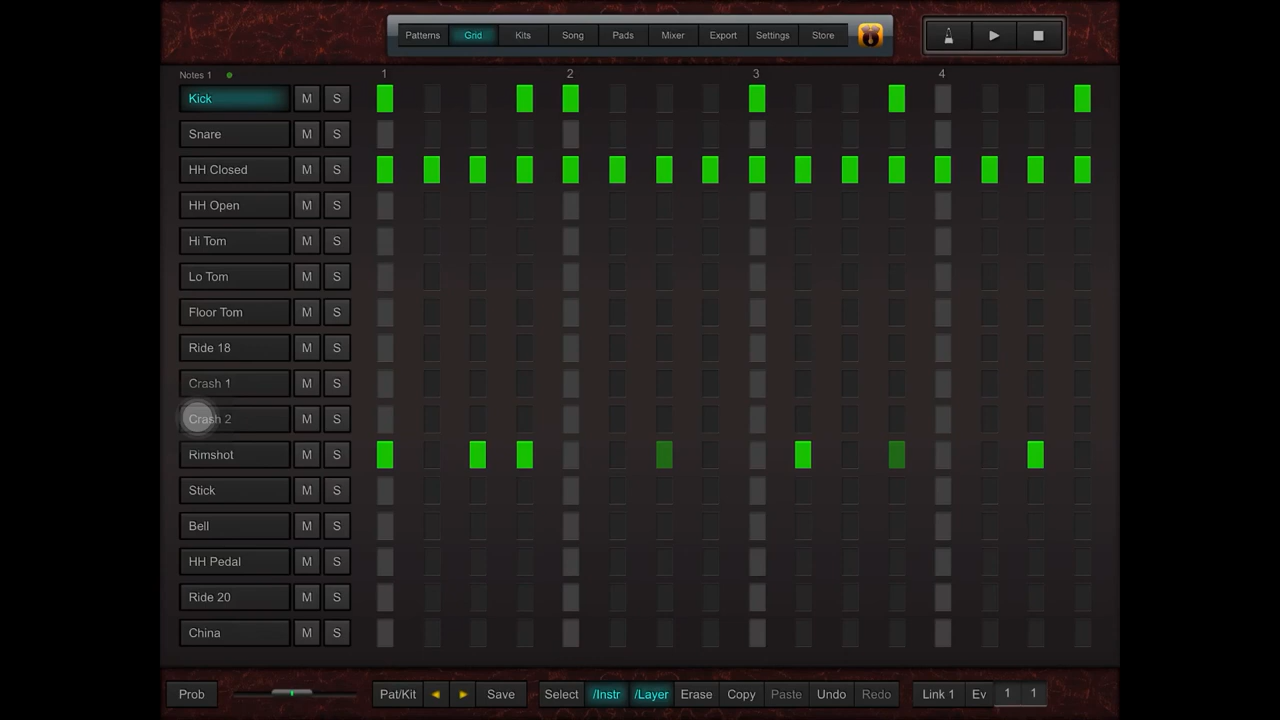 Patterns Grid Kits Song Pads Mixer Export Settings Store
Notes 1 1 2 3 4
Kick M S
Snare M S
HH Closed M S
HH Open M S
Hi Tom M S
Lo Tom M S
Floor Tom M S
Ride 18 M S
Crash 1 M S
Crash 2 M S
Rimshot M S
Stick M S
Bell M S
HH Pedal M S
Ride 20 M S
China M S
Prob Pat/Kit Save Select /Instr /Layer Erase Copy Paste Undo Redo Link 1 Ev 1 1